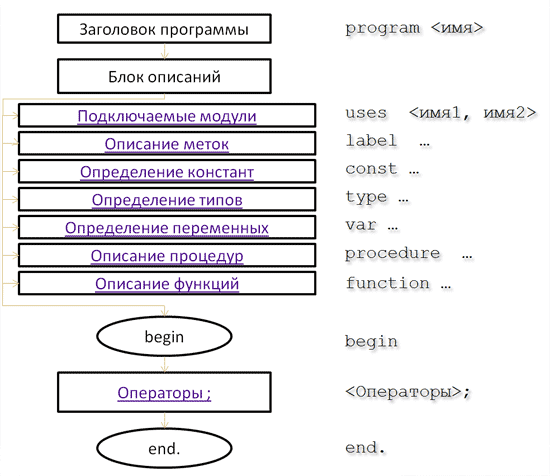 Заголовок программы program <имя>
Блок описаний
Подключаемые модули uses <имя1, имя2>
Описание меток label …
Определение констант const …
Определение типов type …
Определение переменных var …
Описание процедур procedure …
Описание функций function …
begin begin
Операторы ; <Операторы>;
end. end.